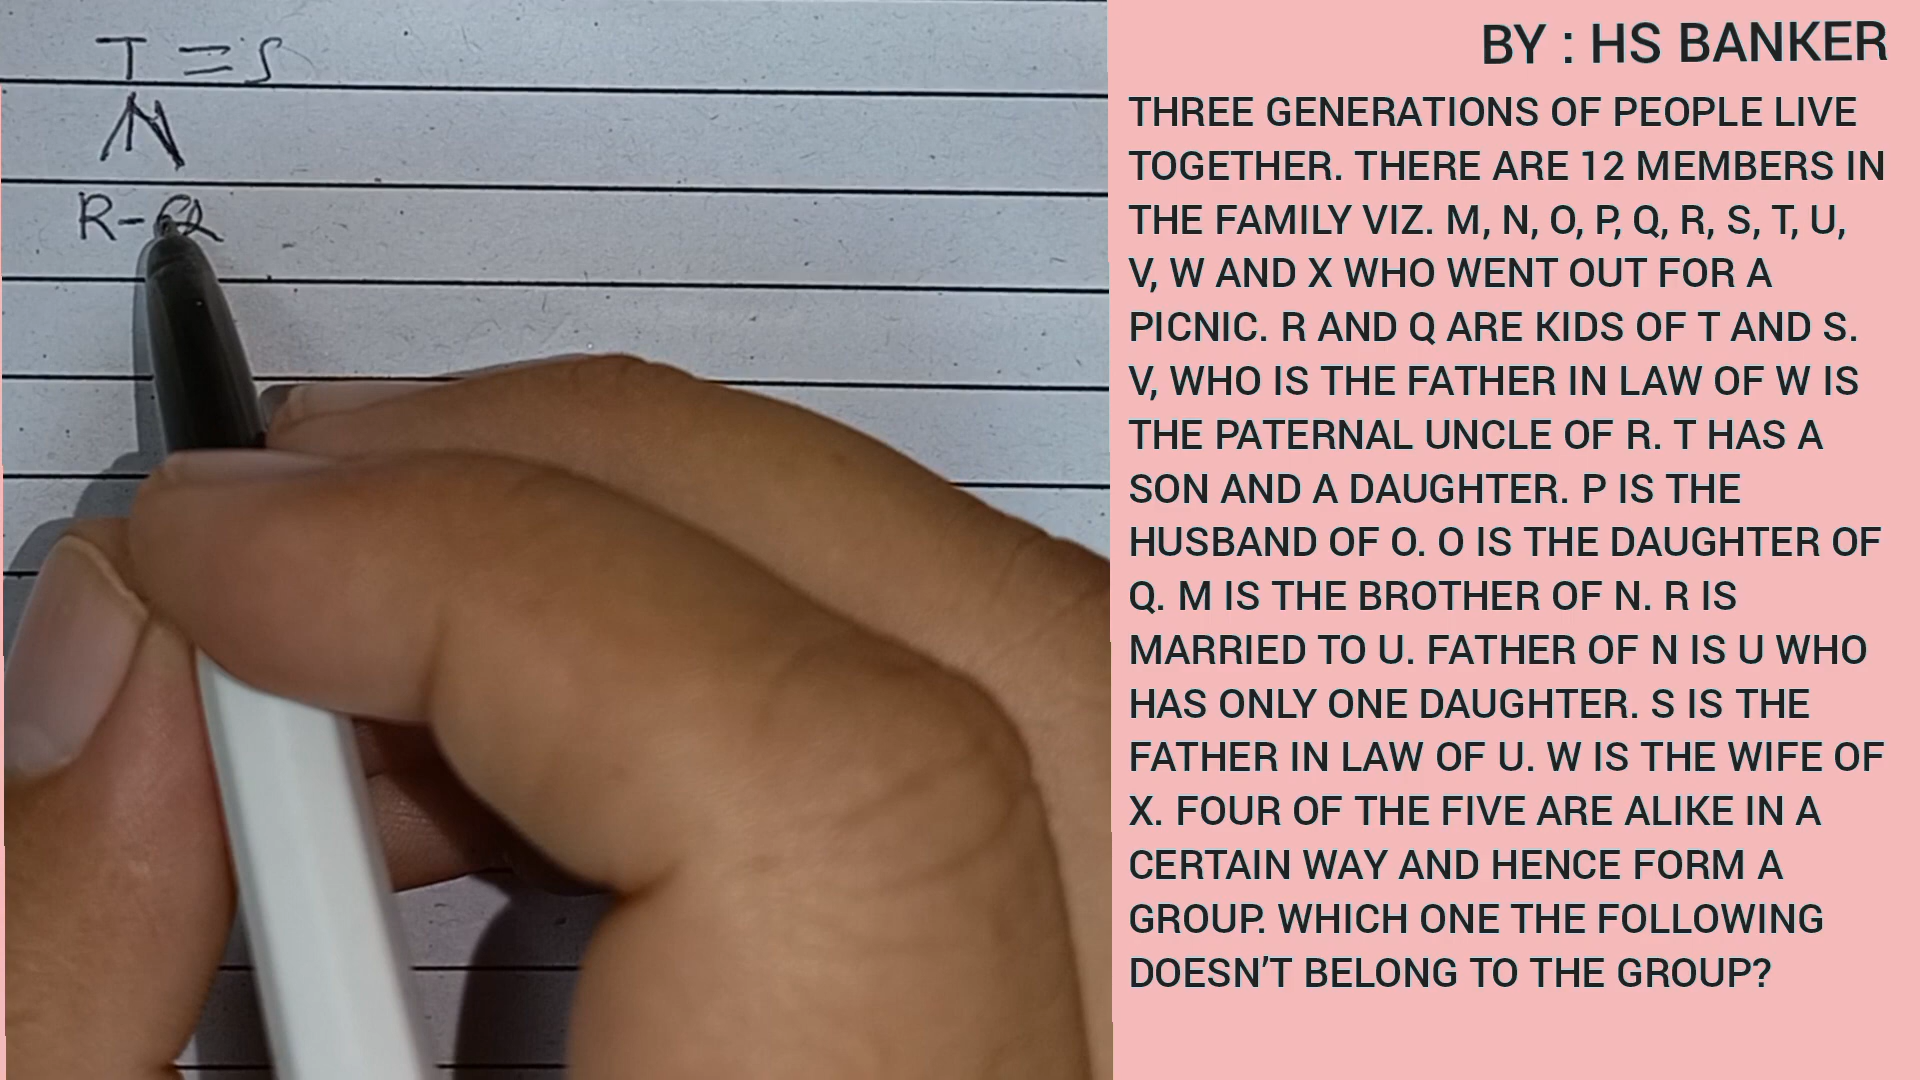 T = S
R-Q
BY : HS BANKER
THREE GENERATIONS OF PEOPLE LIVE
TOGETHER. THERE ARE 12 MEMBERS IN
THE FAMILY VIZ. M, N, O, P, Q, R, S, T, U,
V, W AND X WHO WENT OUT FOR A
PICNIC. R AND Q ARE KIDS OF T AND S.
V, WHO IS THE FATHER IN LAW OF W IS
THE PATERNAL UNCLE OF R. T HAS A
SON AND A DAUGHTER. P IS THE
HUSBAND OF O. O IS THE DAUGHTER OF
Q. M IS THE BROTHER OF N. R IS
MARRIED TO U. FATHER OF N IS U WHO
HAS ONLY ONE DAUGHTER. S IS THE
FATHER IN LAW OF U. W IS THE WIFE OF
X. FOUR OF THE FIVE ARE ALIKE IN A
CERTAIN WAY AND HENCE FORM A
GROUP. WHICH ONE THE FOLLOWING
DOESN'T BELONG TO THE GROUP?